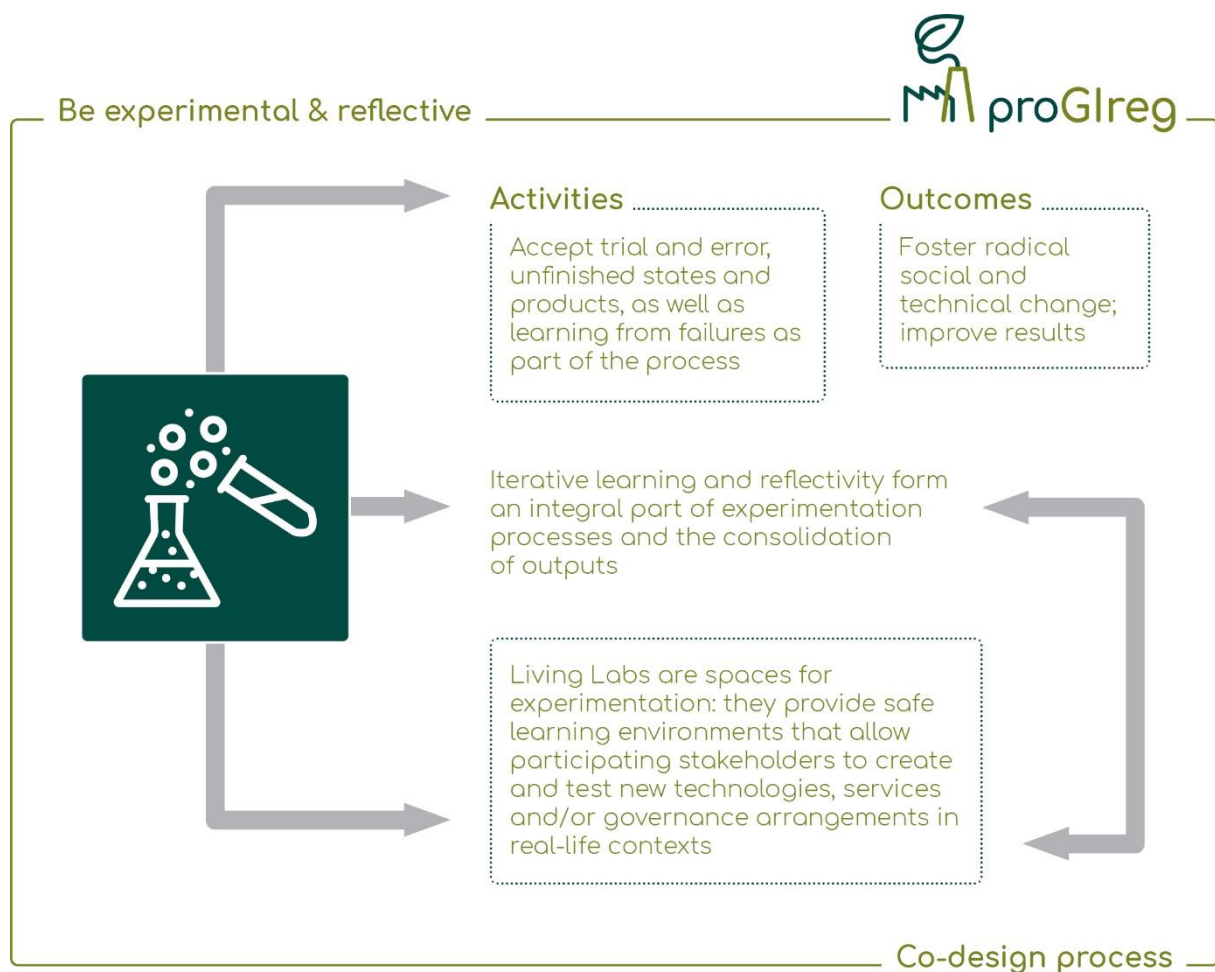 proGIreg
Be experimental & reflective
Activities
Accept trial and error,
unfinished states and
products, as well as
learning from failures as
part of the process
Outcomes
Foster radical
social and
technical change;
improve results
Iterative learning and reflectivity form
an integral part of experimentation
processes and the consolidation
of outputs
Living Labs are spaces for
experimentation: they provide safe
learning environments that allow
participating stakeholders to create
and test new technologies, services
and/or governance arrangements in
real-life contexts
Co-design process